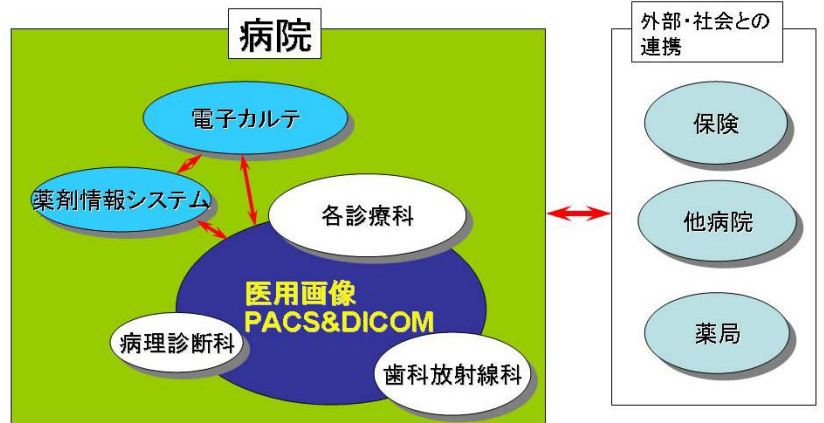 病院
外部・社会との
連携
電子カルテ
保険
薬剤情報システム
各診療科
他病院
医用画像
PACS&DICOM
病理診断科
薬局
歯科放射線科